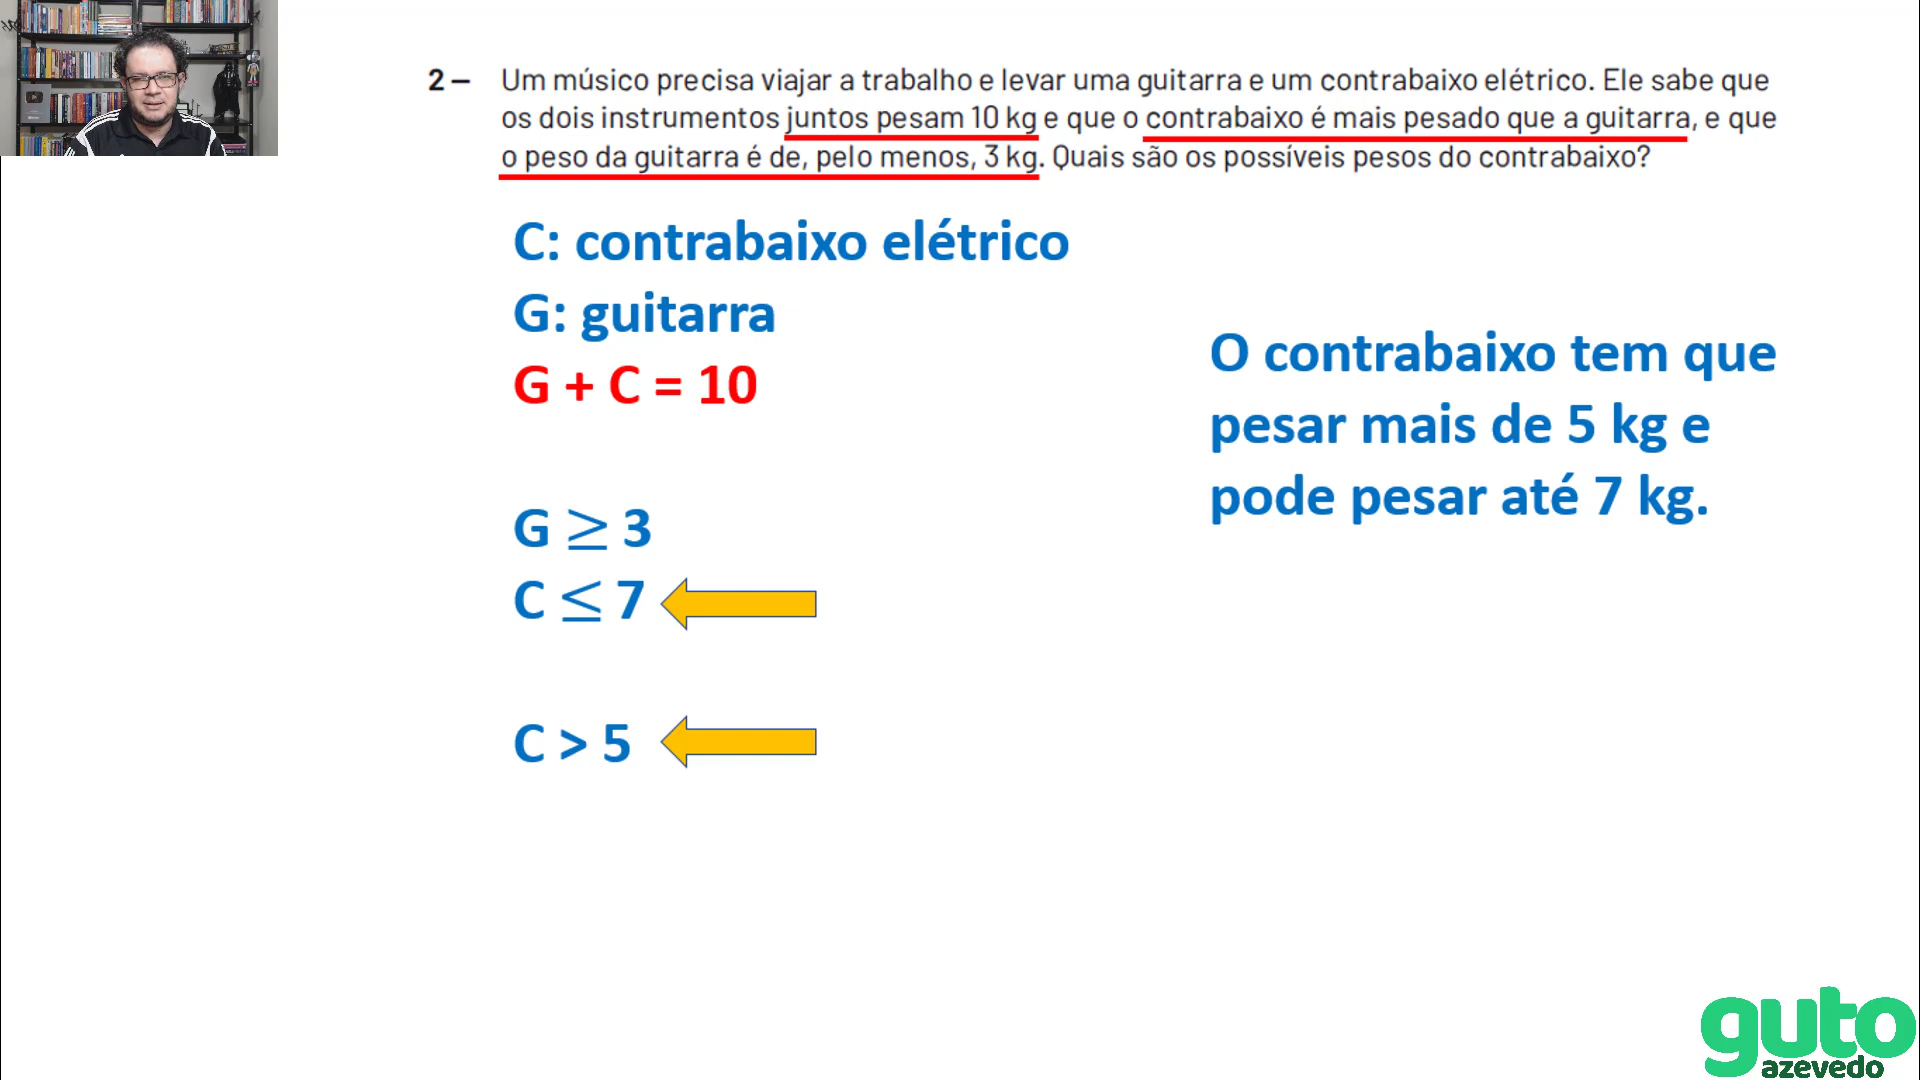 2 – Um músico precisa viajar a trabalho e levar uma guitarra e um contrabaixo elétrico. Ele sabe que
os dois instrumentos juntos pesam 10 kg e que o contrabaixo é mais pesado que a guitarra, e que
o peso da guitarra é de, pelo menos, 3 kg. Quais são os possíveis pesos do contrabaixo?
C: contrabaixo elétrico
G: guitarra
G + C = 10
G ≥ 3
C ≤ 7
C > 5
O contrabaixo tem que
pesar mais de 5 kg e
pode pesar até 7 kg.
guto
azevedo